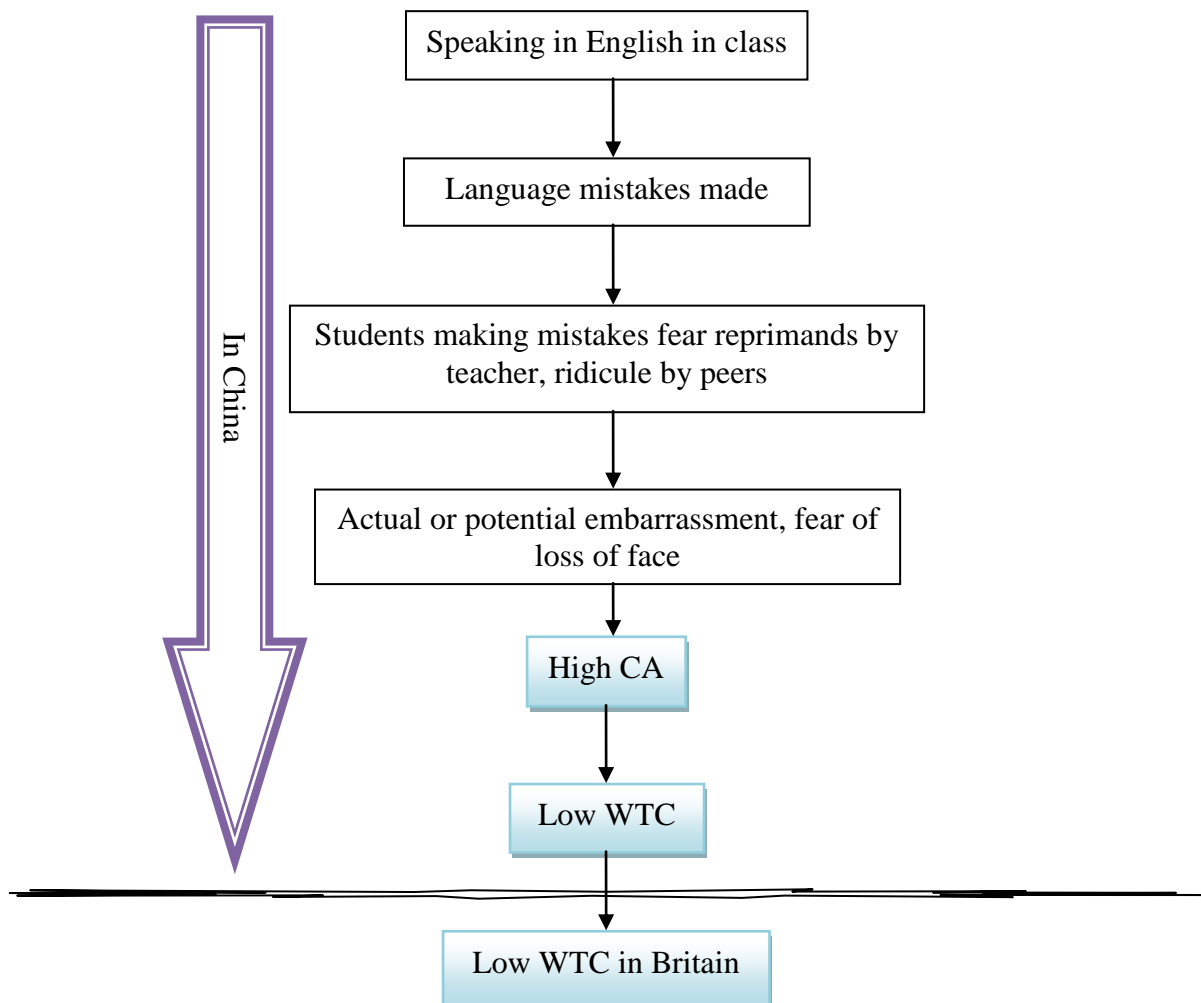 Speaking in English in class
Language mistakes made
Students making mistakes fear reprimands by
teacher, ridicule by peers
In China
Actual or potential embarrassment, fear of
loss of face
High CA
Low WTC
Low WTC in Britain